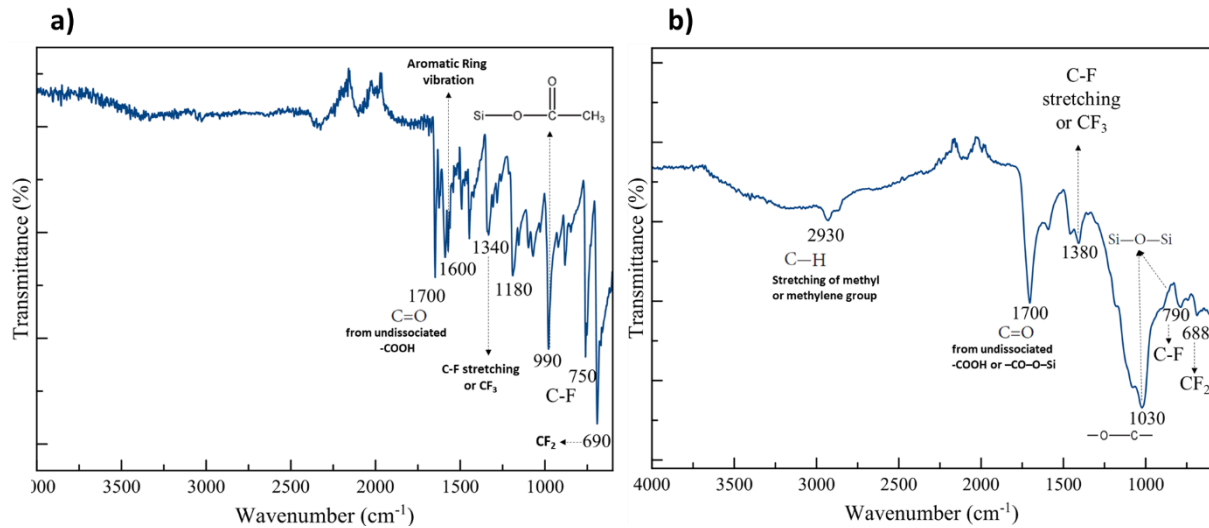 a)
Transmittance (%)
Aromatic Ring
vibration
O
Si—O—C—CH3
1700
1600
1340
1180
990
750
690
C=O
from undissociated
-COOH
C-F stretching
or CF3
C-F
CF2
000
3500
3000
2500
2000
1500
1000
Wavenumber (cm-1)
b)
Transmittance (%)
C-F
stretching
or CF3
2930
C—H
Stretching of methyl
or methylene group
1700
C=O
from undissociated
-COOH or –CO–O–Si
1380
Si—O—Si
790
688
C-F
CF2
1030
—O—C—
4000
3500
3000
2500
2000
1500
1000
Wavenumber (cm-1)